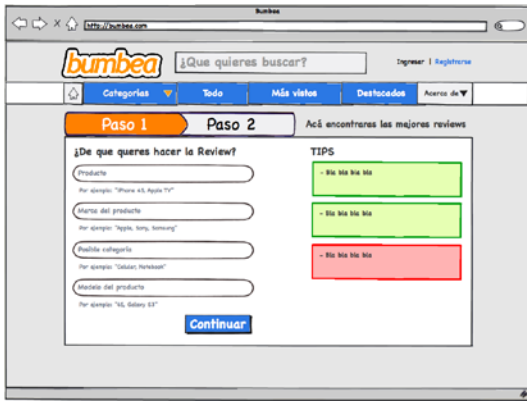 Bumbea
http://bumbea.com
bumbea
¿Que quieres buscar?
Ingresar | Registrarse
Categorias Todo Más vistos Destacados Acerca de
Paso 1 Paso 2 Acá encontraras las mejores reviews
¿De que queres hacer la Review?
TIPS
Producto
- Bla bla bla bla
Por ejemplo: "iPhone 4S, Apple TV"
Marca del producto
- Bla bla bla bla
Por ejemplo: "Apple, Sony, Samsung"
Posible categoria
- Bla bla bla bla
Por ejemplo: "Celular, Notebook"
Modelo del producto
Por ejemplo: "4S, Galaxy S3"
Continuar